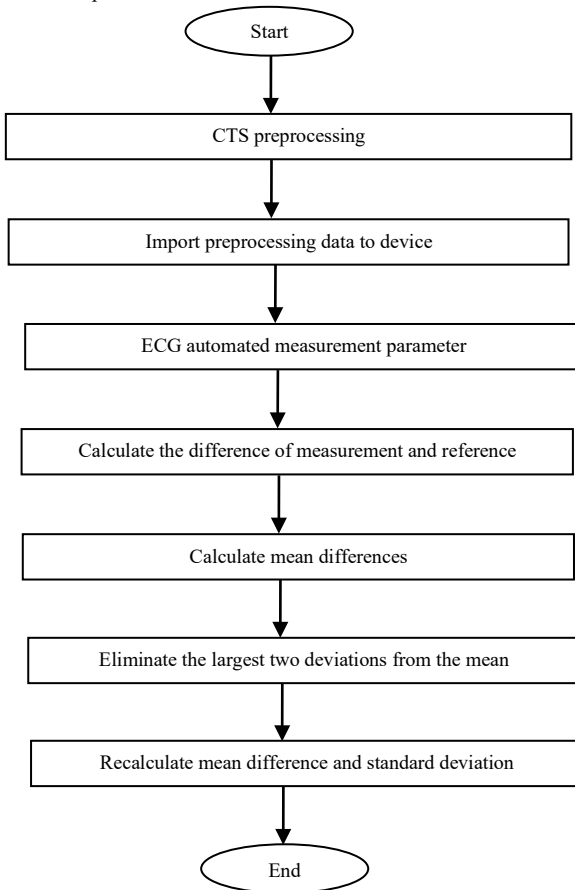 Start
CTS preprocessing
Import preprocessing data to device
ECG automated measurement parameter
Calculate the difference of measurement and reference
Calculate mean differences
Eliminate the largest two deviations from the mean
Recalculate mean difference and standard deviation
End